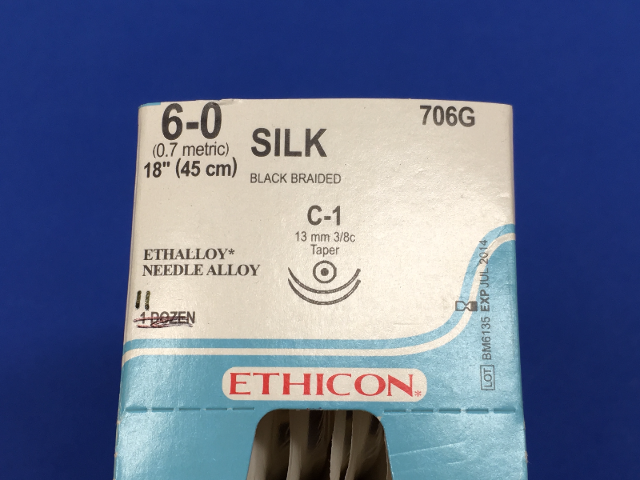 6-0
(0.7 metric)
18" (45 cm)
SILK
BLACK BRAIDED
706G
C-1
13 mm 3/8c
Taper
ETHALLOY*
NEEDLE ALLOY
11
1 DOZEN
LOT BM6135 EXP JUL 2014
ETHICON*